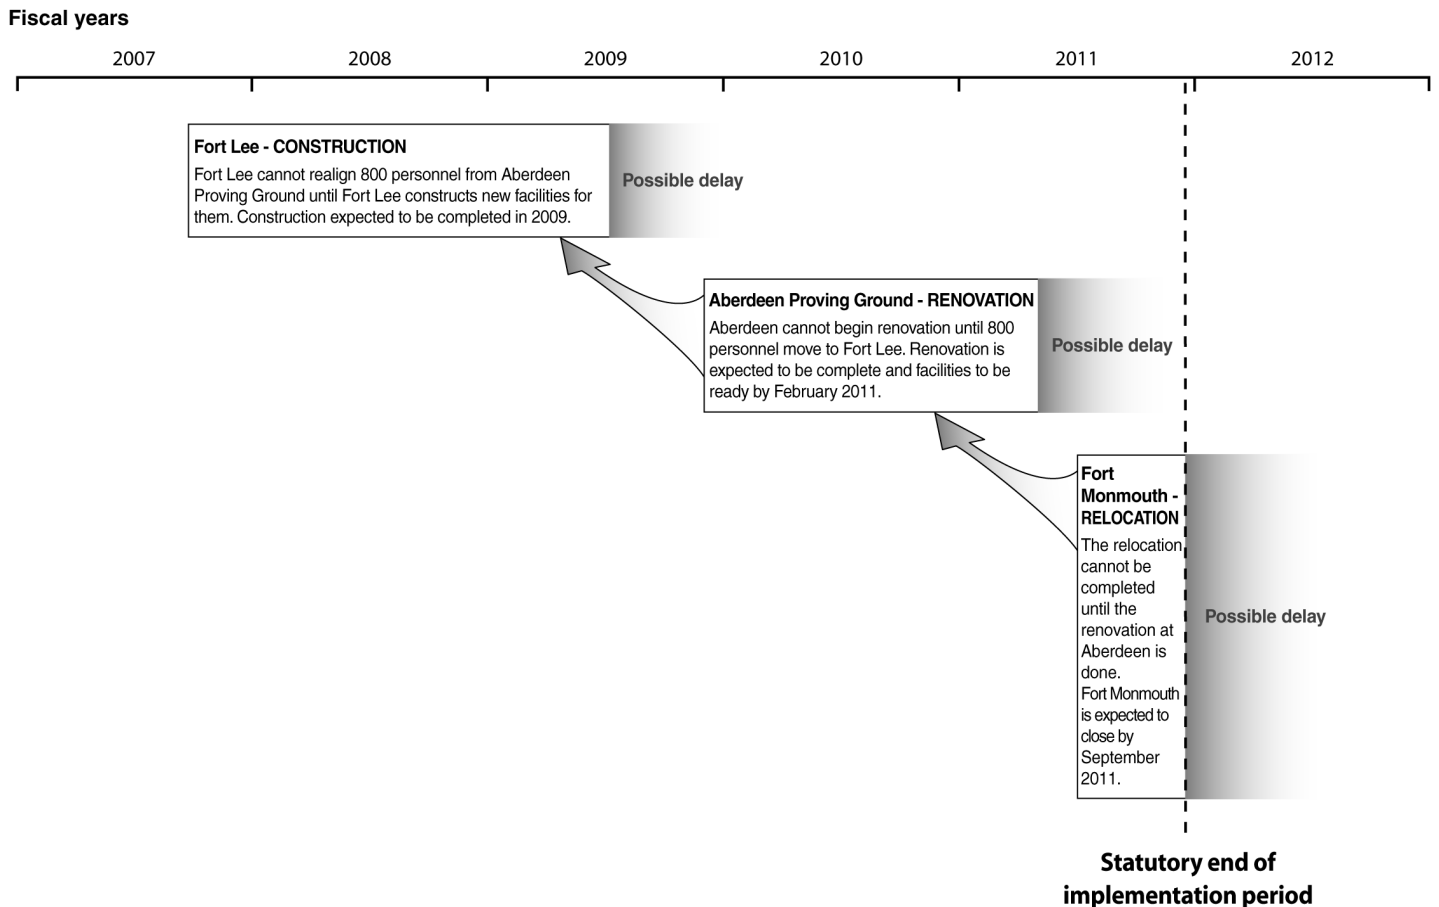 Fiscal years
2007 2008 2009 2010 2011 2012
Fort Lee - CONSTRUCTION
Fort Lee cannot realign 800 personnel from Aberdeen
Proving Ground until Fort Lee constructs new facilities for
them. Construction expected to be completed in 2009.
Possible delay
Aberdeen Proving Ground - RENOVATION
Aberdeen cannot begin renovation until 800
personnel move to Fort Lee. Renovation is
expected to be complete and facilities to be
ready by February 2011.
Possible delay
Fort
Monmouth -
RELOCATION
The relocation
cannot be
completed
until the
renovation at
Aberdeen is
done.
Fort Monmouth
is expected to
close by
September
2011.
Possible delay
Statutory end of
implementation period